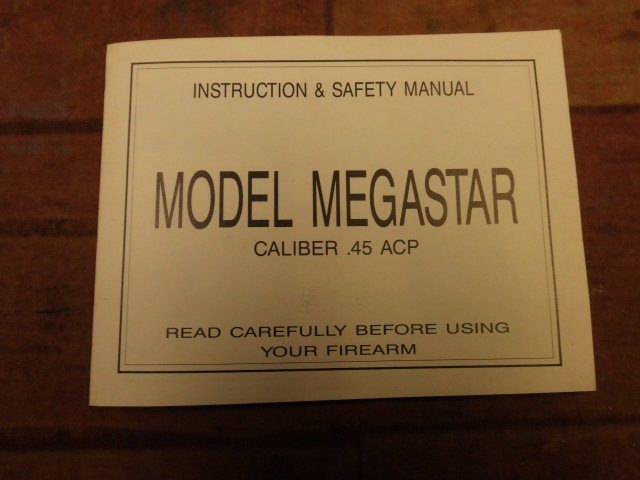 INSTRUCTION & SAFETY MANUAL
MODEL MEGASTAR
CALIBER .45 ACP
READ CAREFULLY BEFORE USING
YOUR FIREARM